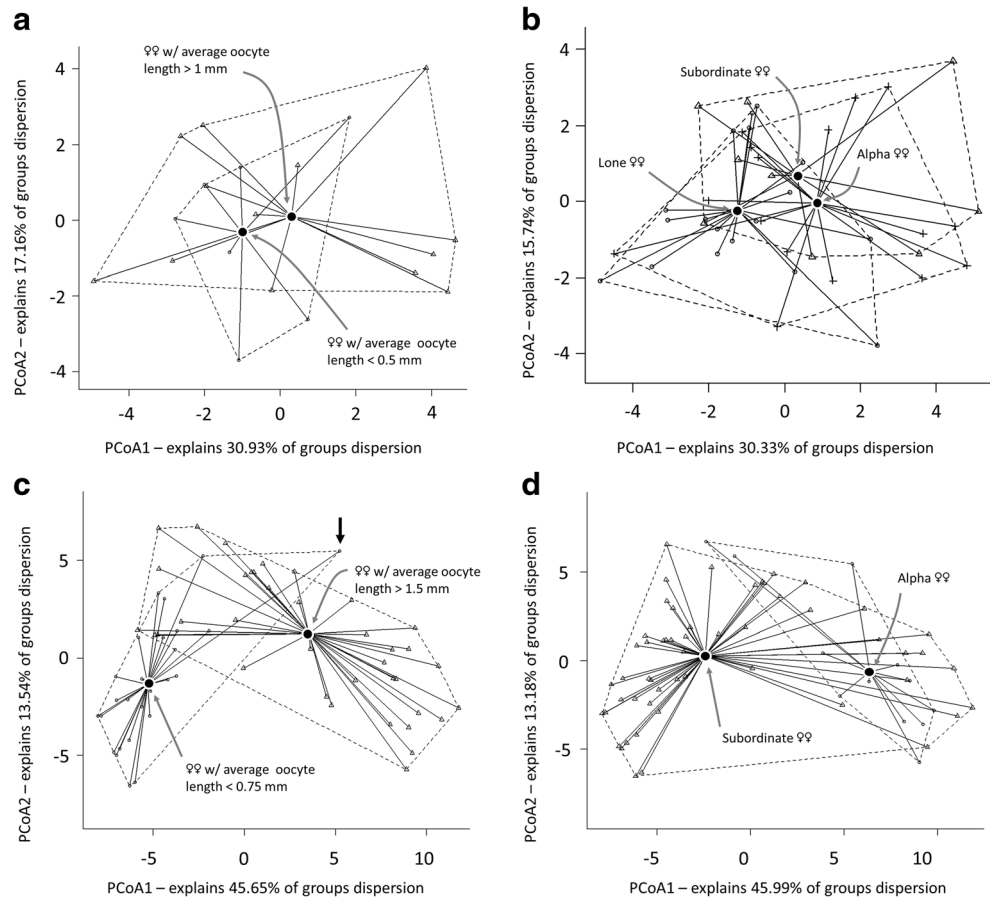 a
♀♀ w/ average oocyte
length > 1 mm
PCoA2 – explains 17.16% of groups dispersion
4
2
0
-2
-4
♀♀ w/ average  oocyte
length < 0.5 mm
-4 -2 0 2 4
PCoA1 – explains 30.93% of groups dispersion
b
Subordinate ♀♀
Lone ♀♀
Alpha ♀♀
PCoA2 – explains 15.74% of groups dispersion
4
2
0
-2
-4
-4 -2 0 2 4
PCoA1 – explains 30.33% of groups dispersion
c
♀♀ w/ average oocyte
length > 1.5 mm
PCoA2 – explains 13.54% of groups dispersion
5
0
-5
♀♀ w/ average  oocyte
length < 0.75 mm
-5 0 5 10
PCoA1 – explains 45.65% of groups dispersion
d
Alpha ♀♀
PCoA2 – explains 13.18% of groups dispersion
5
0
-5
Subordinate ♀♀
-5 0 5 10
PCoA1 – explains 45.99% of groups dispersion